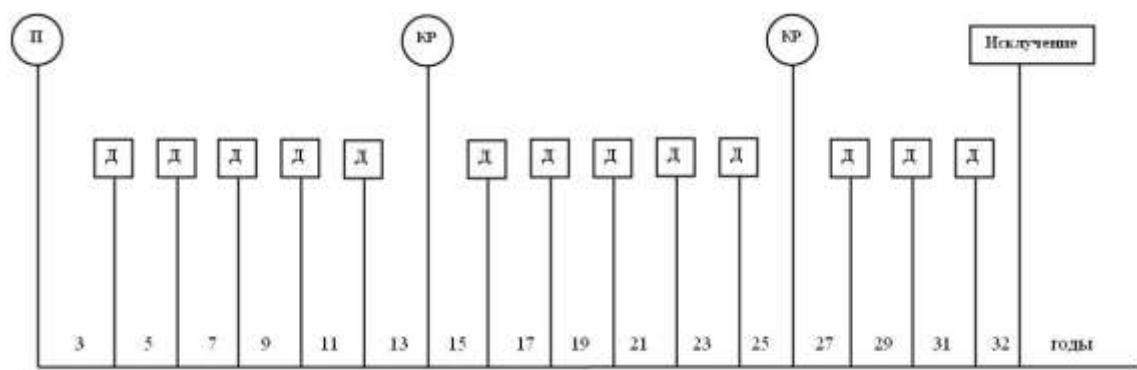 П КР КР Исключение
Д Д Д Д Д Д Д Д Д Д Д Д Д
3 5 7 9 11 13 15 17 19 21 23 25 27 29 31 32 годы